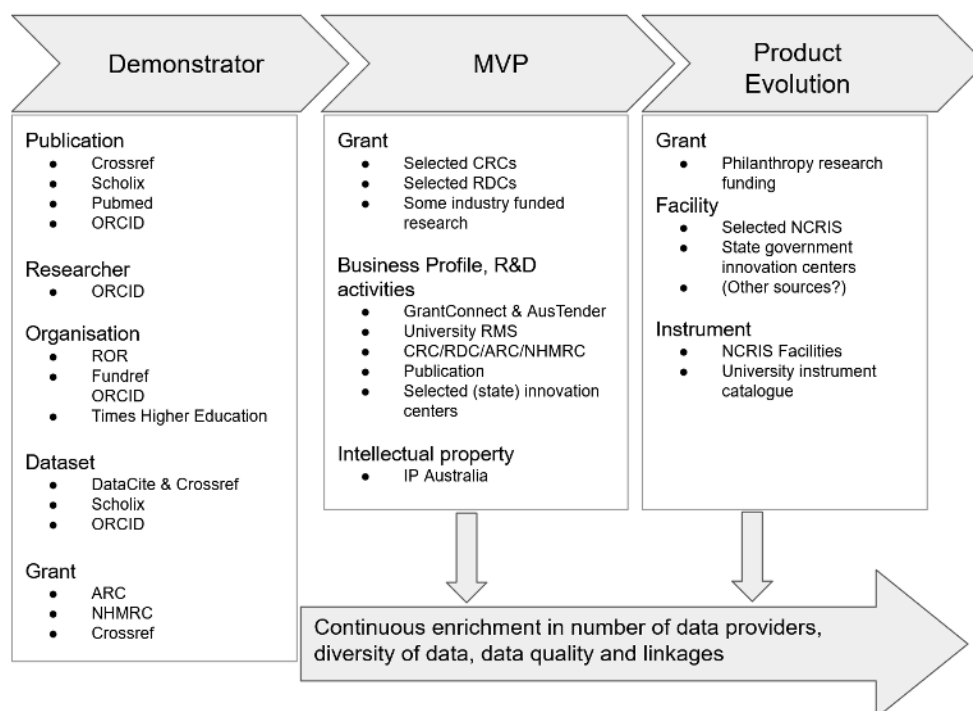 Demonstrator
MVP
Product
Evolution
Publication
● Crossref
● Scholix
● Pubmed
● ORCID
Researcher
● ORCID
Organisation
● ROR
● Fundref
ORCID
● Times Higher Education
Dataset
● DataCite & Crossref
● Scholix
● ORCID
Grant
● ARC
● NHMRC
● Crossref
Grant
● Selected CRCs
● Selected RDCs
● Some industry funded
research
Business Profile, R&D
activities
● GrantConnect & AusTender
● University RMS
● CRC/RDC/ARC/NHMRC
● Publication
● Selected (state) innovation
centers
Intellectual property
● IP Australia
Grant
● Philanthropy research
funding
Facility
● Selected NCRIS
● State government
innovation centers
● (Other sources?)
Instrument
● NCRIS Facilities
● University instrument
catalogue
Continuous enrichment in number of data providers,
diversity of data, data quality and linkages